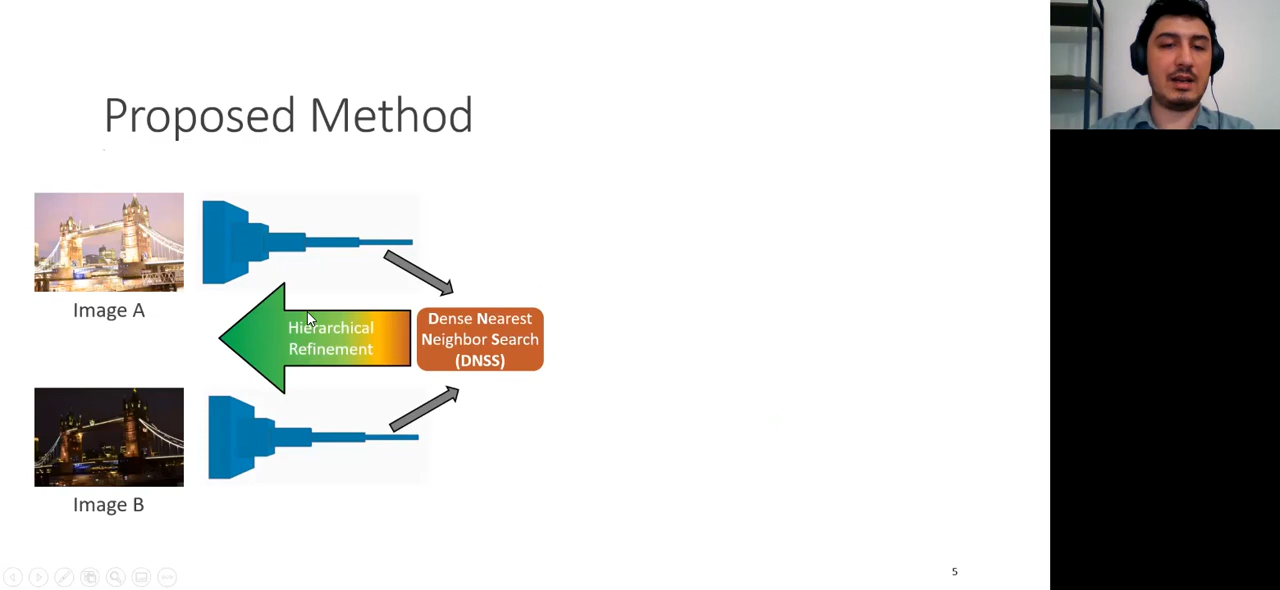 Proposed Method
Image A
Hierarchical
Refinement
Dense Nearest
Neighbor Search
(DNSS)
Image B
5